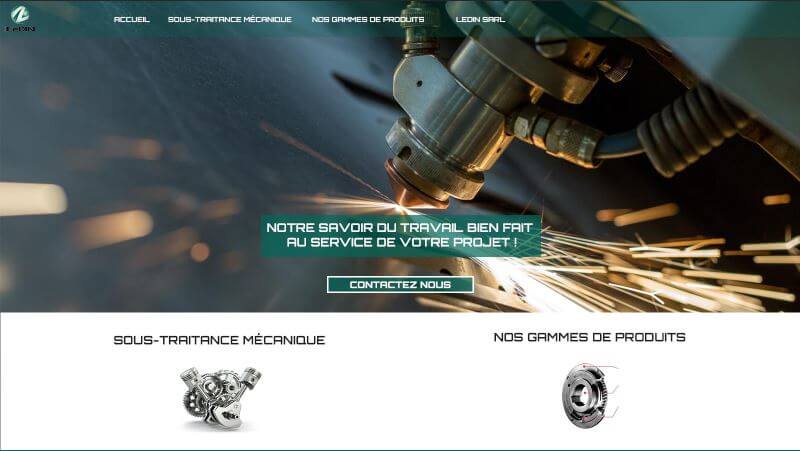 LeDIN
ACCUEIL SOUS-TRAITANCE MÉCANIQUE NOS GAMMES DE PRODUITS LEDIN SARL
NOTRE SAVOIR DU TRAVAIL BIEN FAIT
AU SERVICE DE VOTRE PROJET !
CONTACTEZ NOUS
SOUS-TRAITANCE MÉCANIQUE
NOS GAMMES DE PRODUITS